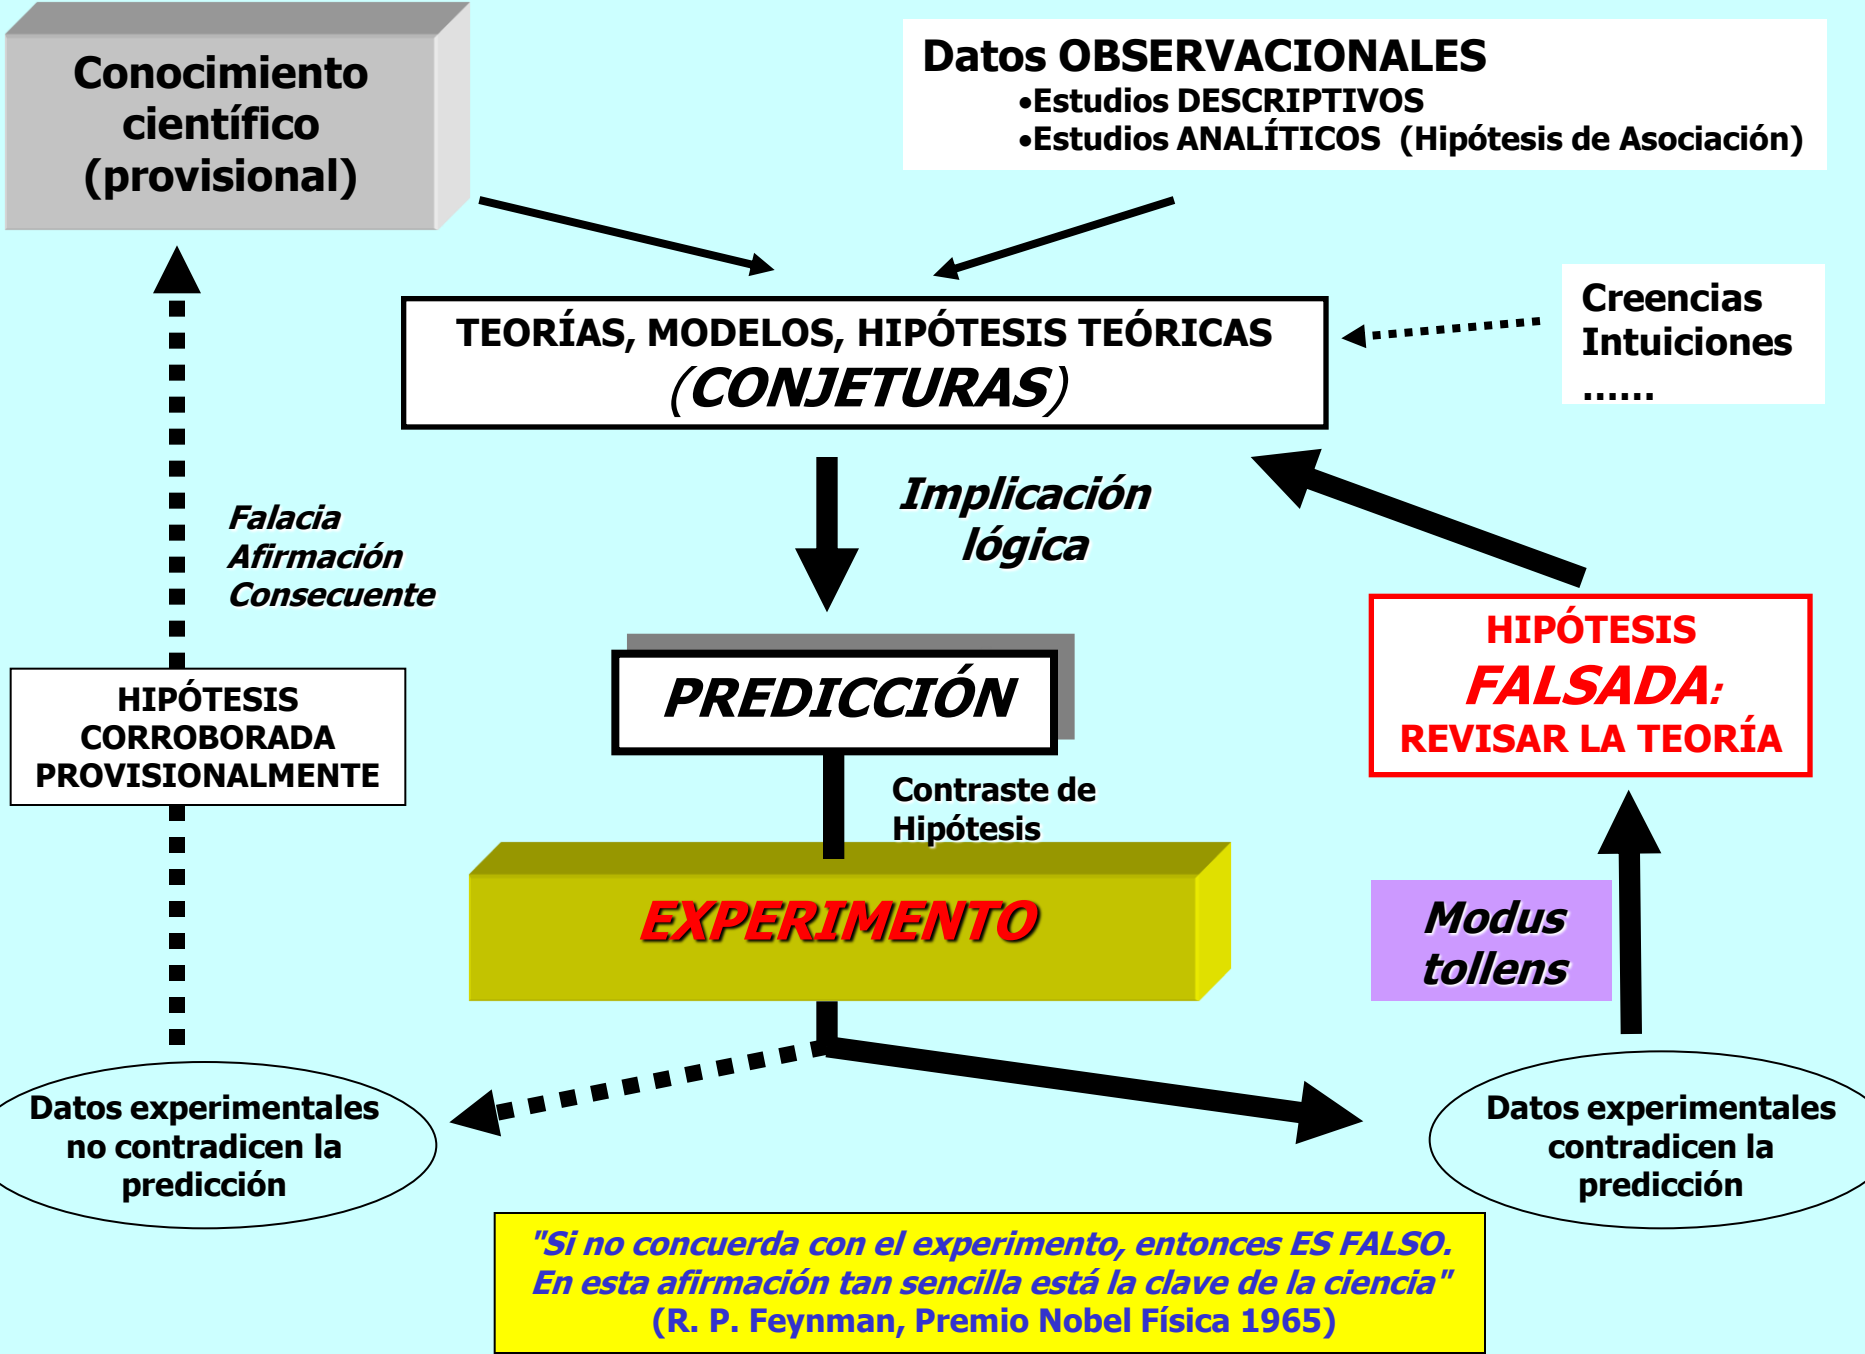 Conocimiento
científico
(provisional)
Datos OBSERVACIONALES
•Estudios DESCRIPTIVOS
•Estudios ANALÍTICOS (Hipótesis de Asociación)
TEORÍAS, MODELOS, HIPÓTESIS TEÓRICAS
(CONJETURAS)
Creencias
Intuiciones
......
Implicación
lógica
Falacia
Afirmación
Consecuente
HIPÓTESIS
FALSADA:
REVISAR LA TEORÍA
HIPÓTESIS
CORROBORADA
PROVISIONALMENTE
PREDICCIÓN
Contraste de
Hipótesis
EXPERIMENTO
Modus
tollens
Datos experimentales
no contradicen la
predicción
Datos experimentales
contradicen la
predicción
"Si no concuerda con el experimento, entonces ES FALSO.
En esta afirmación tan sencilla está la clave de la ciencia"
(R. P. Feynman, Premio Nobel Física 1965)